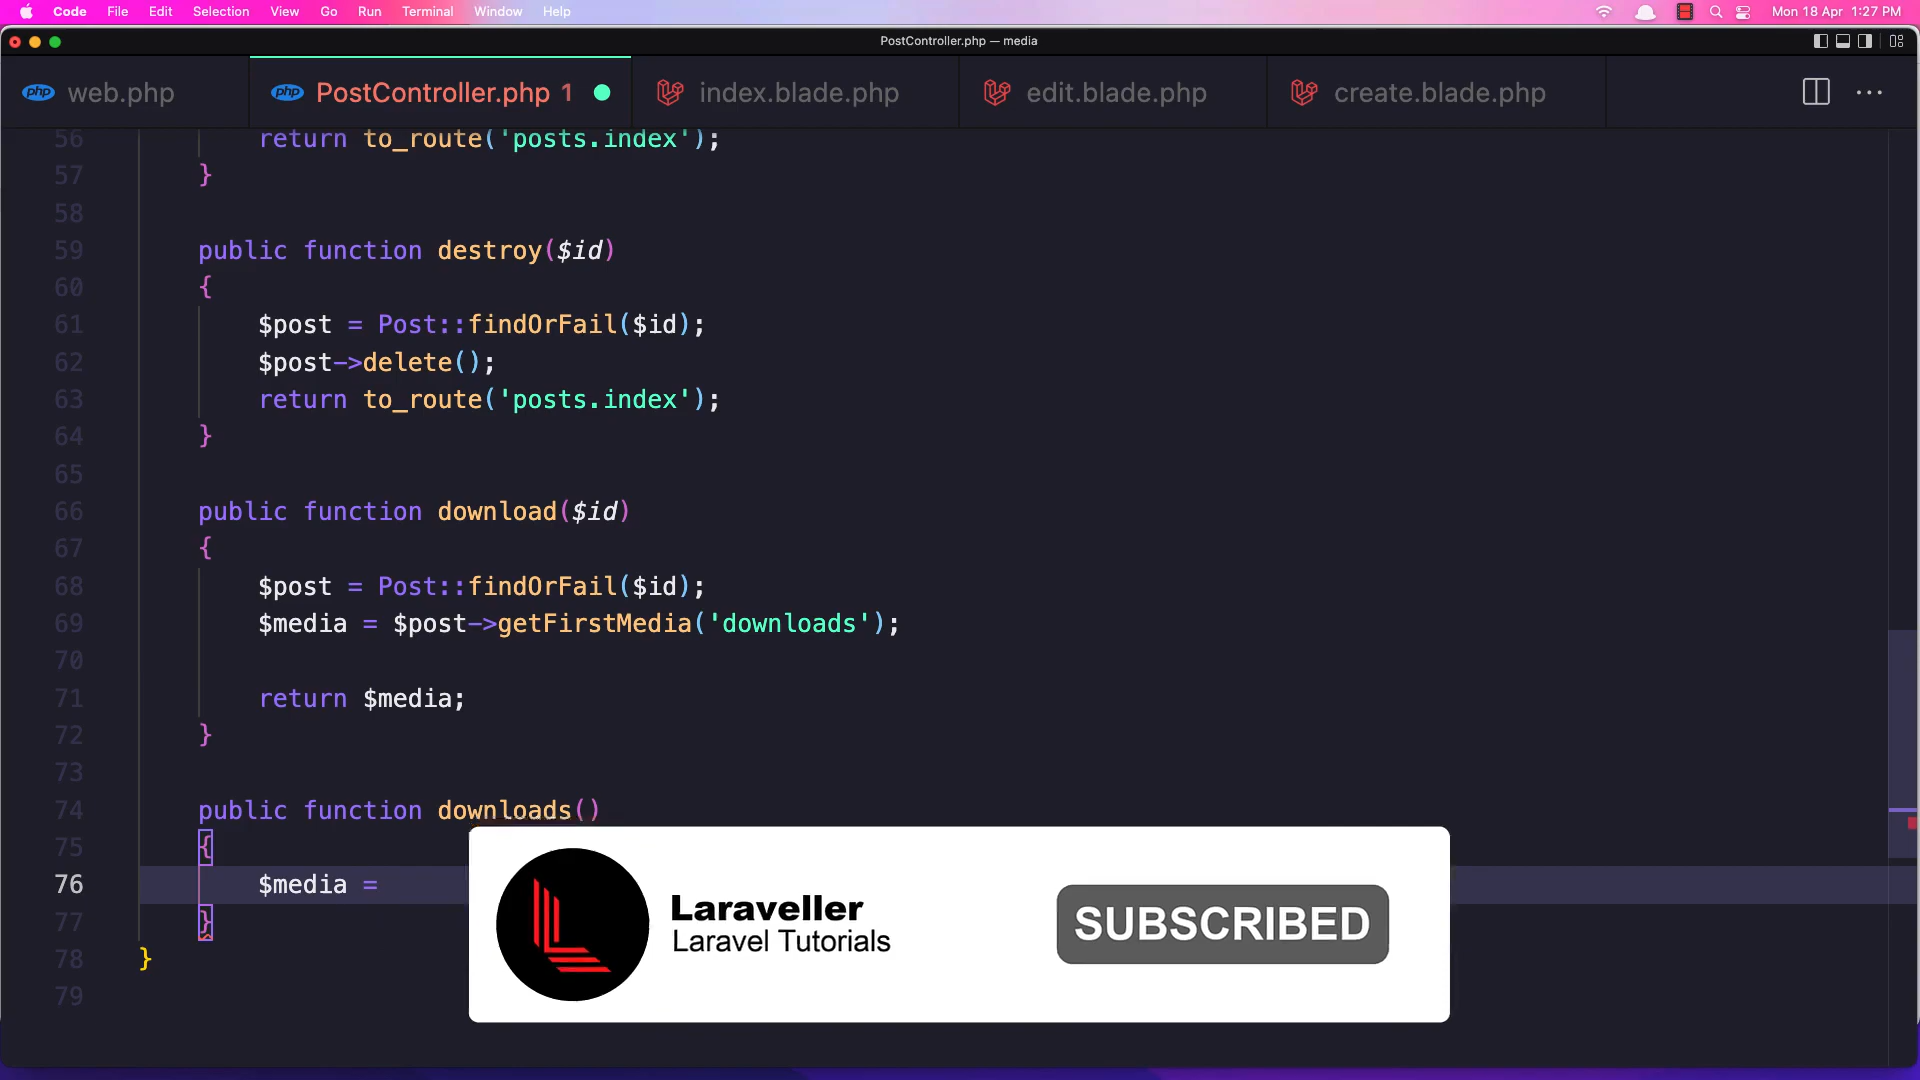 Code File Edit Selection View Go Run Terminal Window Help Mon 18 Apr 1:27 PM
PostController.php — media
php web.php php PostController.php 1 index.blade.php edit.blade.php create.blade.php ...
56 return to_route('posts.index');
57 }
58
59 public function destroy($id)
60 {
61 $post = Post::findOrFail($id);
62 $post->delete();
63 return to_route('posts.index');
64 }
65
66 public function download($id)
67 {
68 $post = Post::findOrFail($id);
69 $media = $post->getFirstMedia('downloads');
70
71 return $media;
72 }
73
74 public function downloads()
75 {
76 $media =
77 }
78 }
79
Laraveller
Laravel Tutorials
SUBSCRIBED